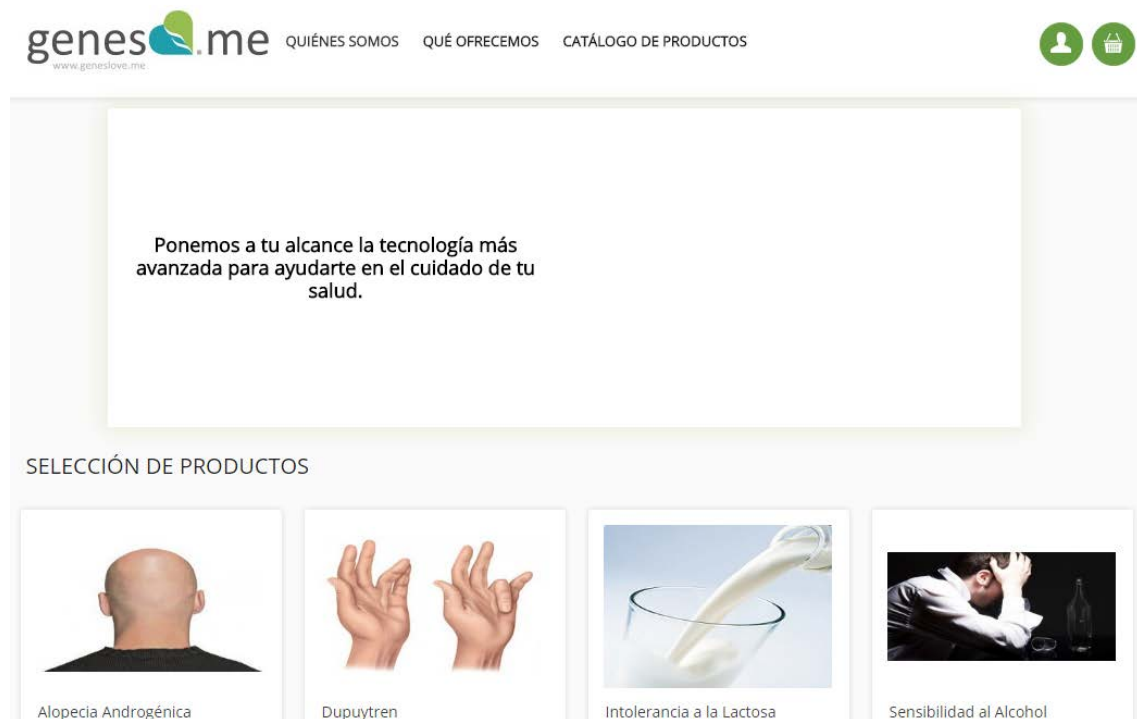 genes.me
www.geneslove.me
QUIÉNES SOMOS QUÉ OFRECEMOS CATÁLOGO DE PRODUCTOS
Ponemos a tu alcance la tecnología más
avanzada para ayudarte en el cuidado de tu
salud.
SELECCIÓN DE PRODUCTOS
Alopecia Androgénica
Dupuytren
Intolerancia a la Lactosa
Sensibilidad al Alcohol